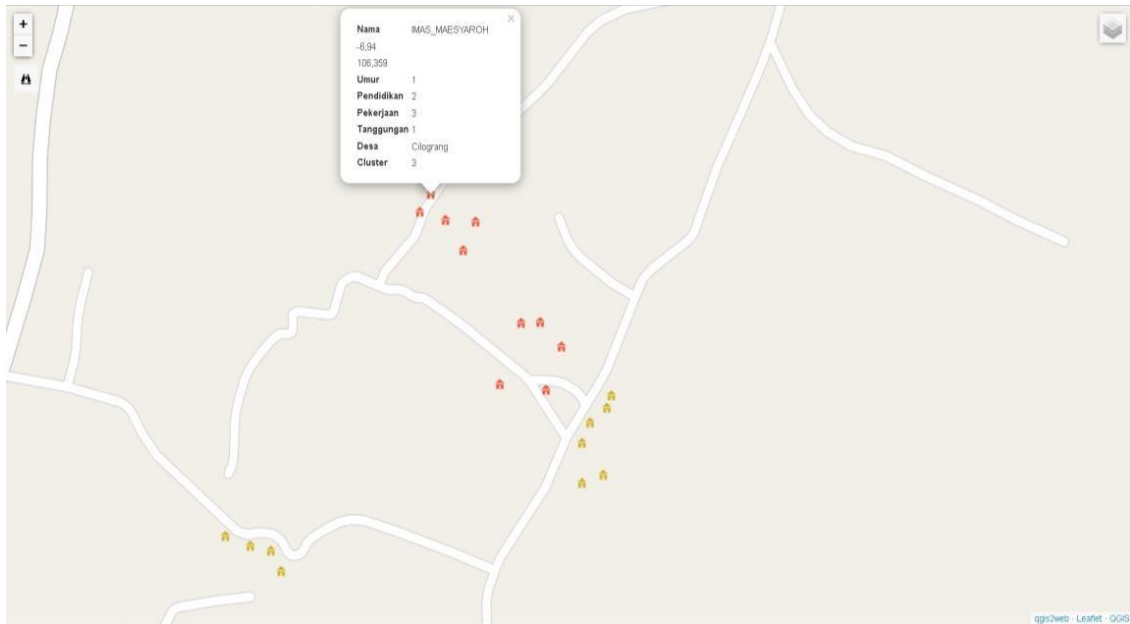 +
×
Nama IMAS_MAESYAROH
−
-6,94
106,359
Umur 1
Pendidikan 2
Pekerjaan 3
Tanggungan 1
Desa Cilograng
Cluster 3
qgis2web · Leaflet · QGIS